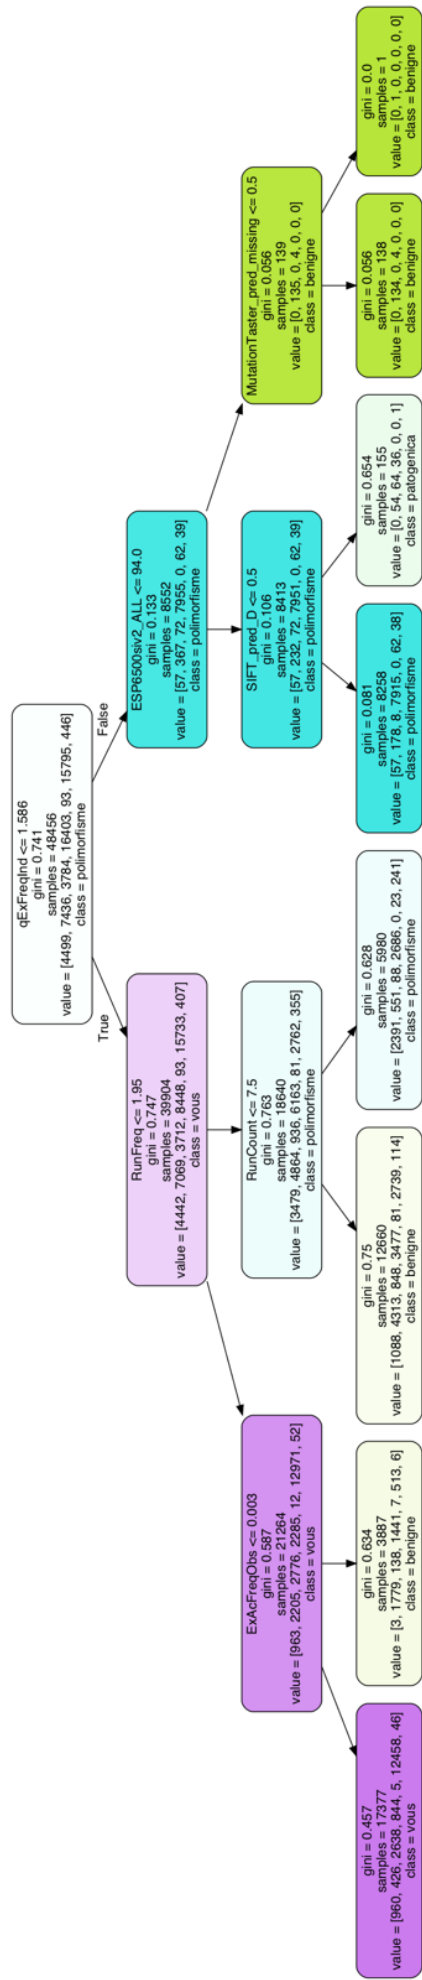 qExFreqInd <= 1.586
gini = 0.741
samples = 48456
value = [4499, 7436, 3784, 16403, 93, 15795, 446]
class = polimorfisme
True
False
RunFreq <= 1.95
gini = 0.747
samples = 39904
value = [4442, 7069, 3712, 8448, 93, 15733, 407]
class = vous
ESP6500siv2_ALL <= 94.0
gini = 0.133
samples = 8552
value = [57, 367, 72, 7955, 0, 62, 39]
class = polimorfisme
ExAcFreqObs <= 0.003
gini = 0.587
samples = 21264
value = [963, 2205, 2776, 2285, 12, 12971, 52]
class = vous
RunCount <= 7.5
gini = 0.763
samples = 18640
value = [3479, 4864, 936, 6163, 81, 2762, 355]
class = polimorfisme
SIFT_pred_D <= 0.5
gini = 0.106
samples = 8413
value = [57, 232, 72, 7951, 0, 62, 39]
class = polimorfisme
MutationTaster_pred_missing <= 0.5
gini = 0.056
samples = 139
value = [0, 135, 0, 4, 0, 0, 0]
class = benigne
gini = 0.457
samples = 17377
value = [960, 426, 2638, 844, 5, 12458, 46]
class = vous
gini = 0.634
samples = 3887
value = [3, 1779, 138, 1441, 7, 513, 6]
class = benigne
gini = 0.75
samples = 12660
value = [1088, 4313, 848, 3477, 81, 2739, 114]
class = benigne
gini = 0.628
samples = 5980
value = [2391, 551, 88, 2686, 0, 23, 241]
class = polimorfisme
gini = 0.081
samples = 8258
value = [57, 178, 8, 7915, 0, 62, 38]
class = polimorfisme
gini = 0.654
samples = 155
value = [0, 54, 64, 36, 0, 0, 1]
class = patogenica
gini = 0.056
samples = 138
value = [0, 134, 0, 4, 0, 0, 0]
class = benigne
gini = 0.0
samples = 1
value = [0, 1, 0, 0, 0, 0, 0]
class = benigne